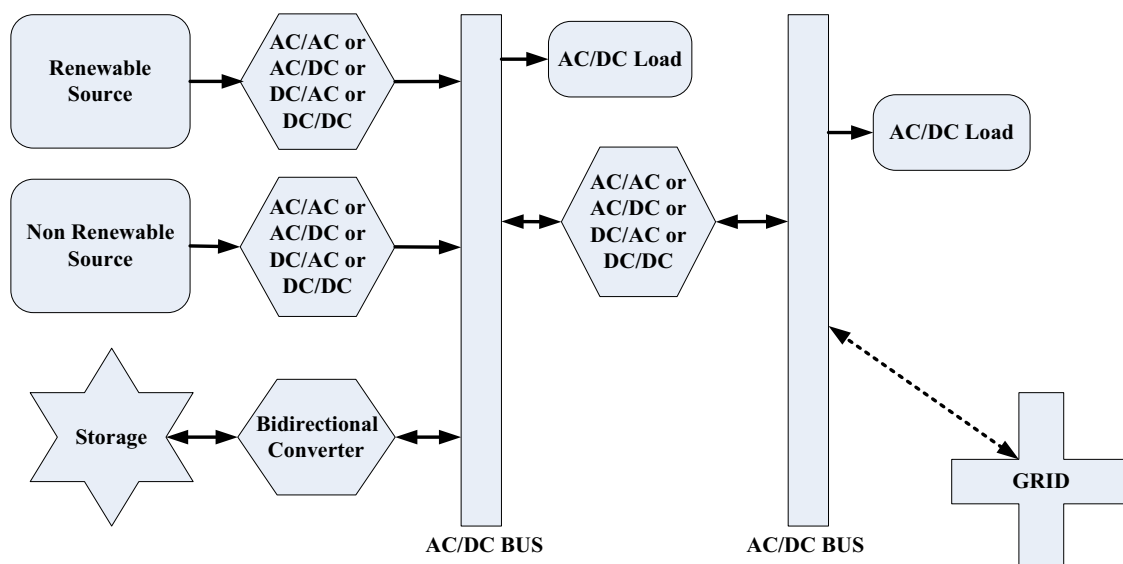 Renewable
Source
AC/AC or
AC/DC or
DC/AC or
DC/DC
AC/DC Load
AC/DC Load
Non Renewable
Source
AC/AC or
AC/DC or
DC/AC or
DC/DC
AC/AC or
AC/DC or
DC/AC or
DC/DC
Storage
Bidirectional
Converter
GRID
AC/DC BUS
AC/DC BUS